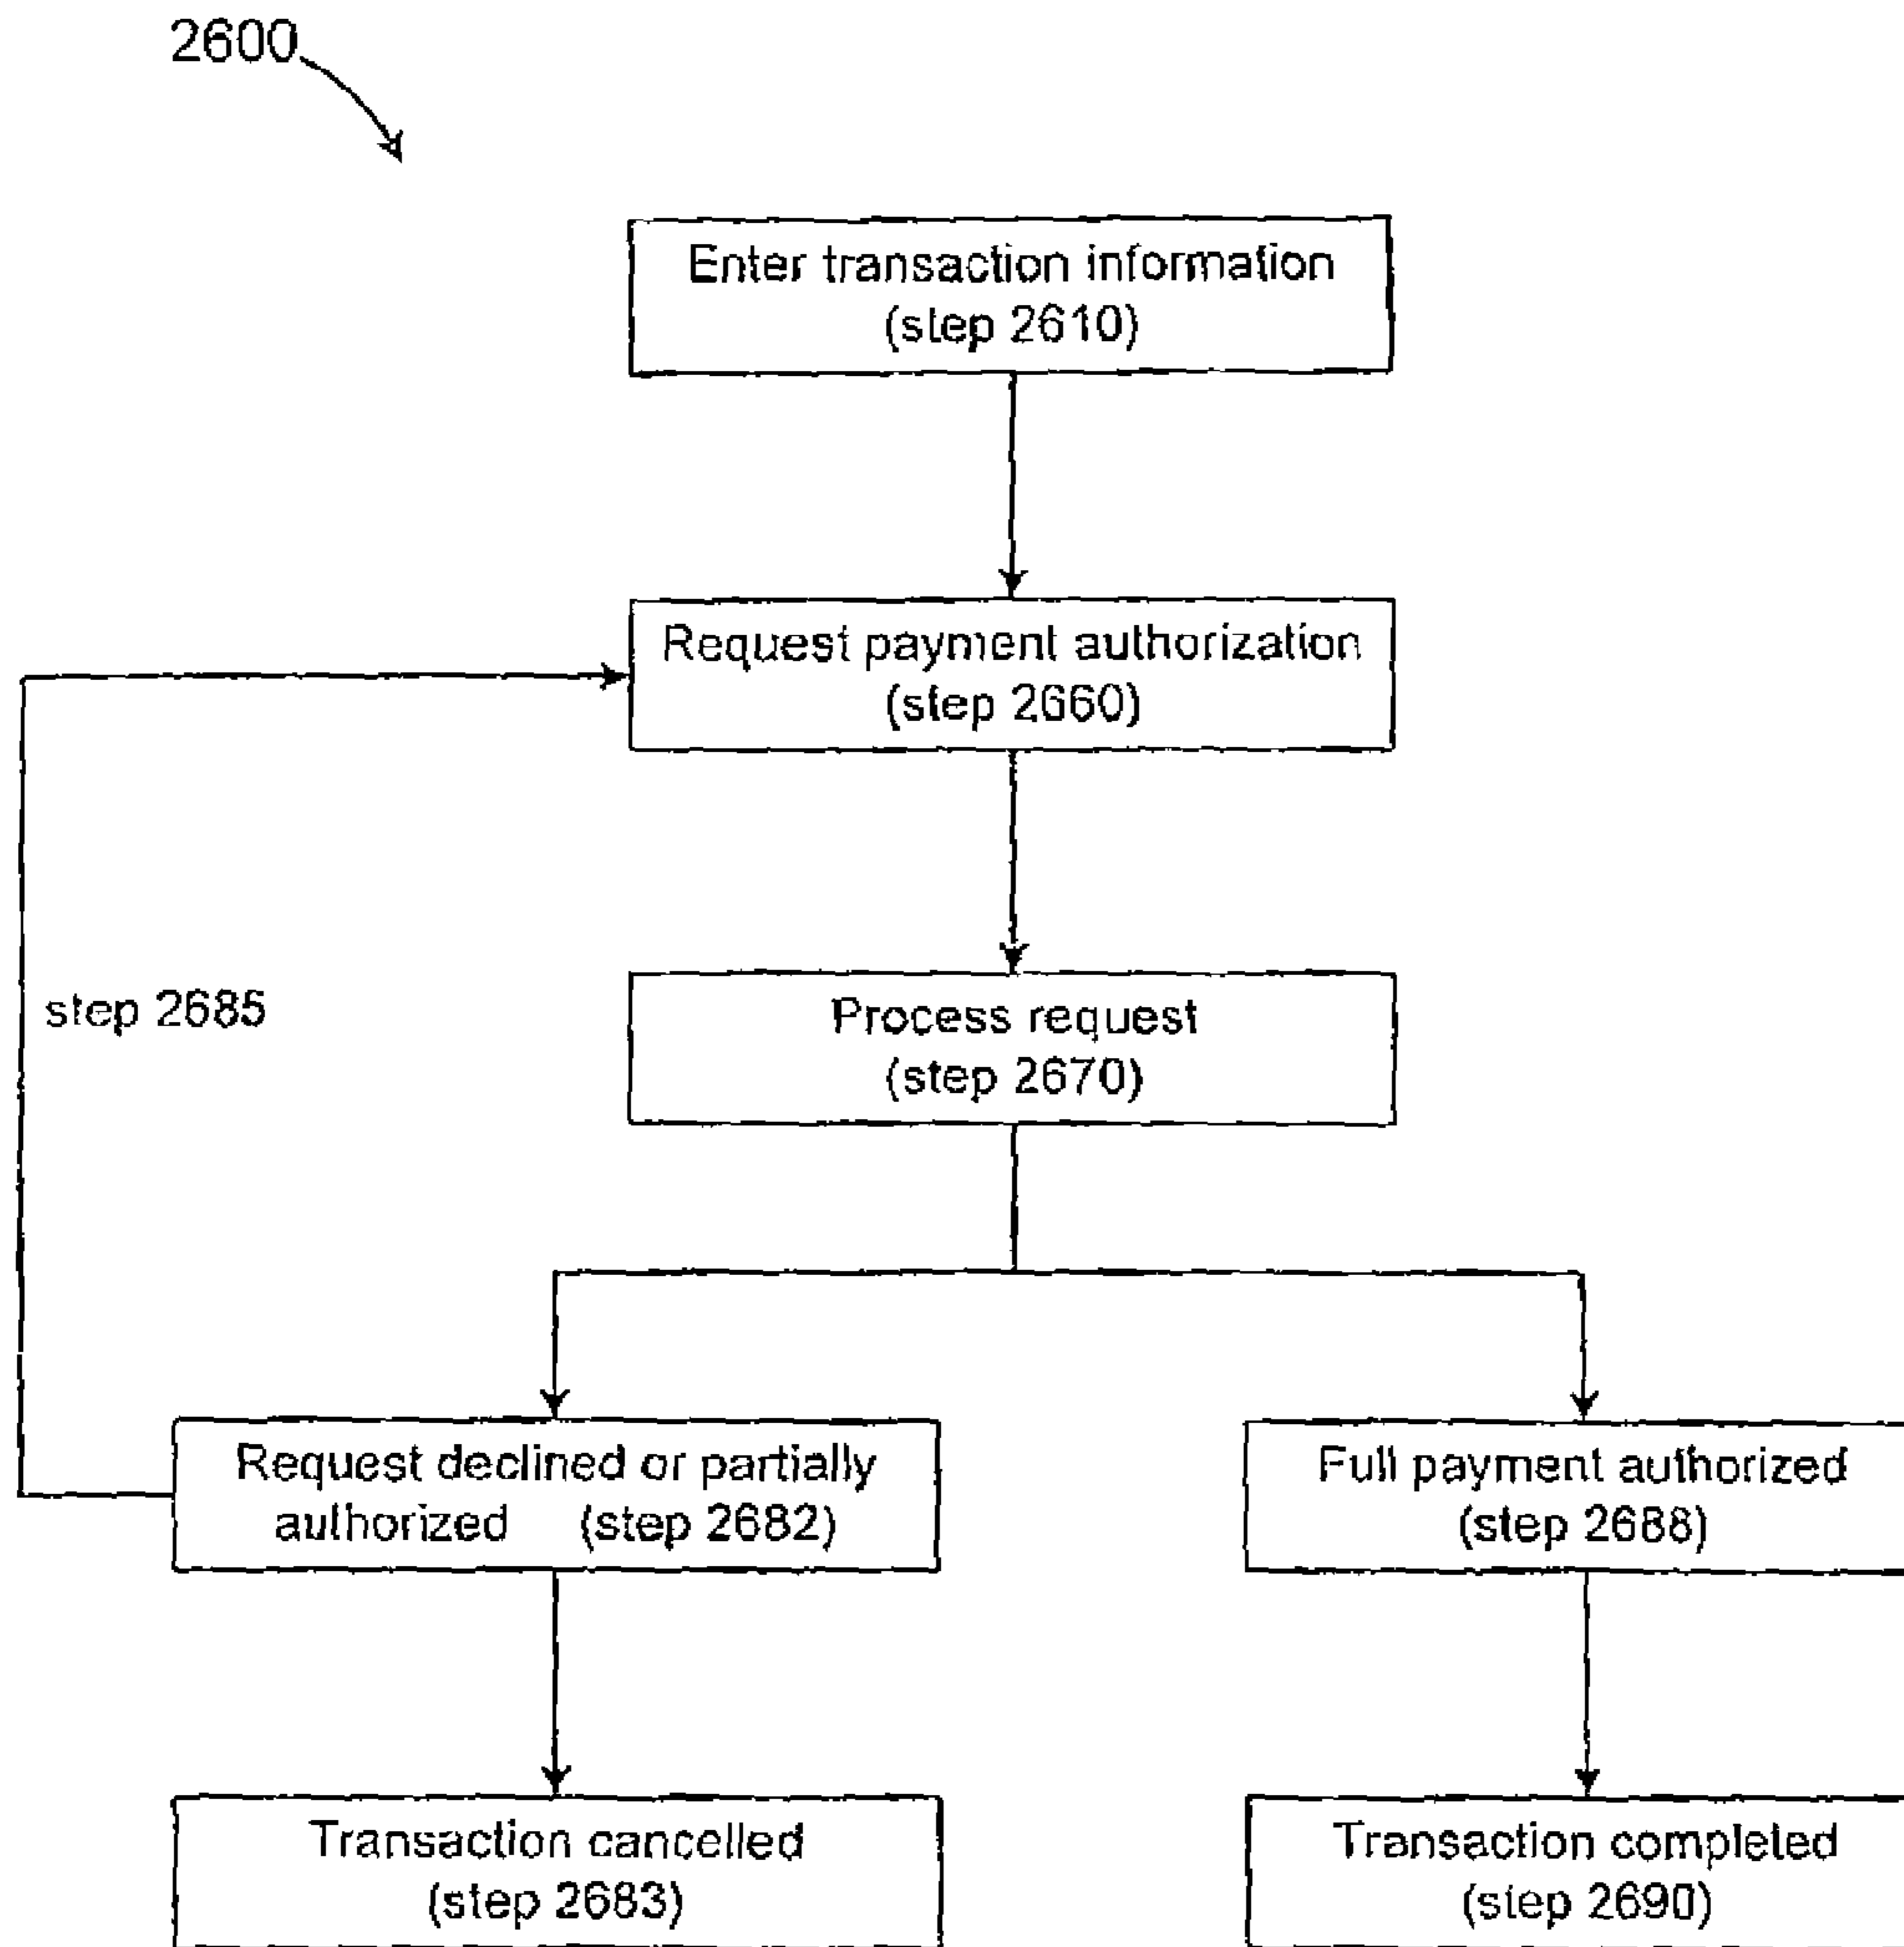 2600
Enter transaction information
(step 2610)
Request payment authorization
(step 2660)
step 2685
Process request
(step 2670)
Request declined or partially
authorized (step 2682)
Full payment authorized
(step 2688)
Transaction cancelled
(step 2683)
Transaction completed
(step 2690)